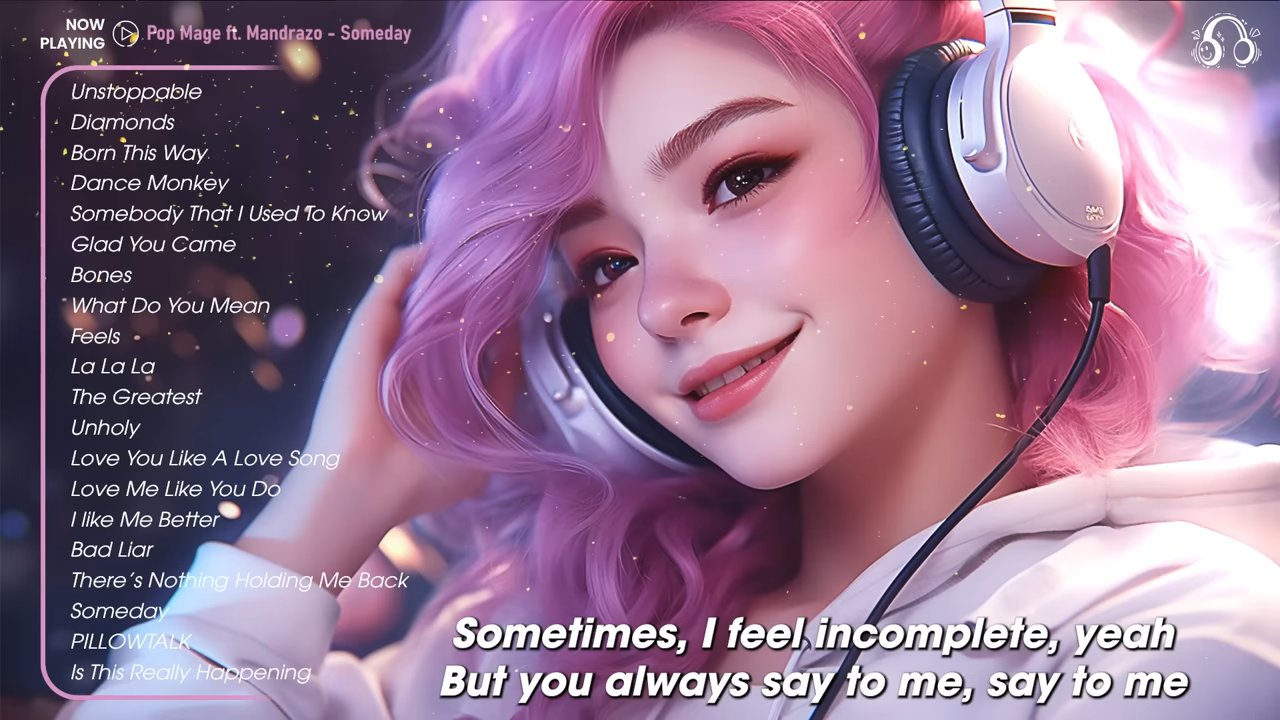 NOW
PLAYING
Pop Mage ft. Mandrazo - Someday
Unstoppable
Diamonds
Born This Way
Dance Monkey
Somebody That I Used To Know
Glad You Came
Bones
What Do You Mean
Feels
La La La
The Greatest
Unholy
Love You Like A Love Song
Love Me Like You Do
I like Me Better
Bad Liar
There's Nothing Holding Me Back
Someday
PILLOWTALK
Is This Really Happening
Sometimes, I feel incomplete, yeah
But you always say to me, say to me